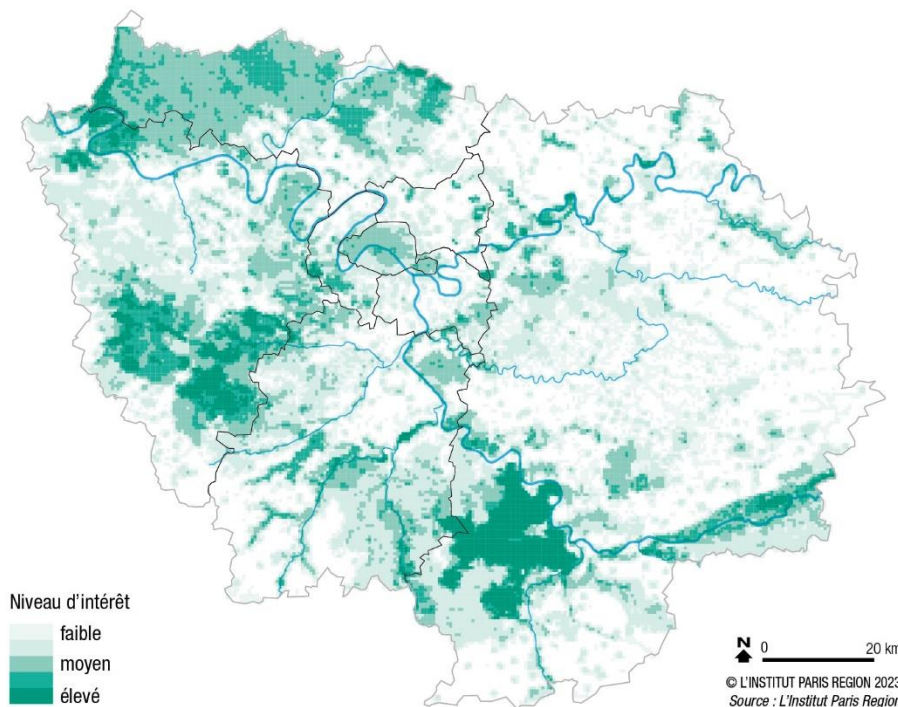 Niveau d'intérêt
faible
moyen
élevé
N
0 20 km
© L'INSTITUT PARIS REGION 2023
Source : L'Institut Paris Region